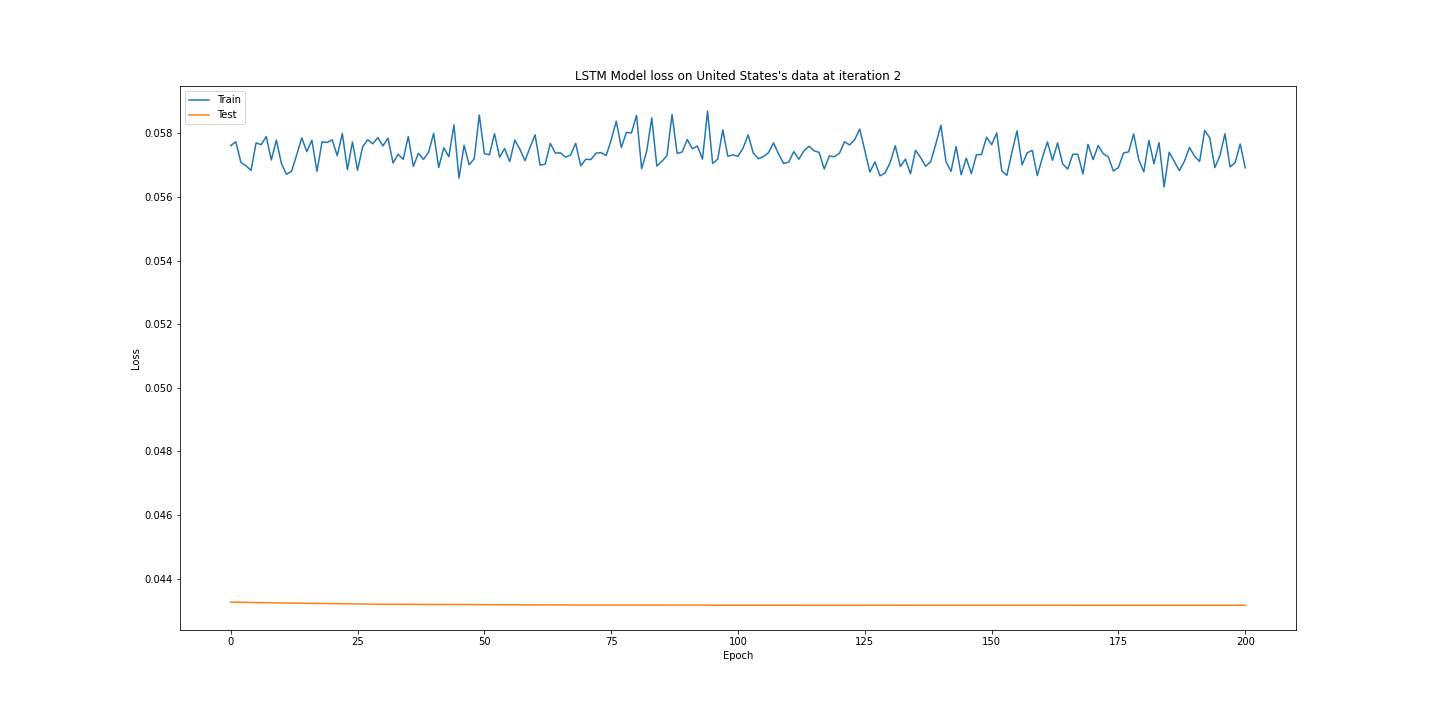 LSTM Model loss on United States's data at iteration 2
Train
Test
0.058
0.056
0.054
0.052
0.050
0.048
0.046
0.044
Loss
0 25 50 75 100 125 150 175 200
Epoch